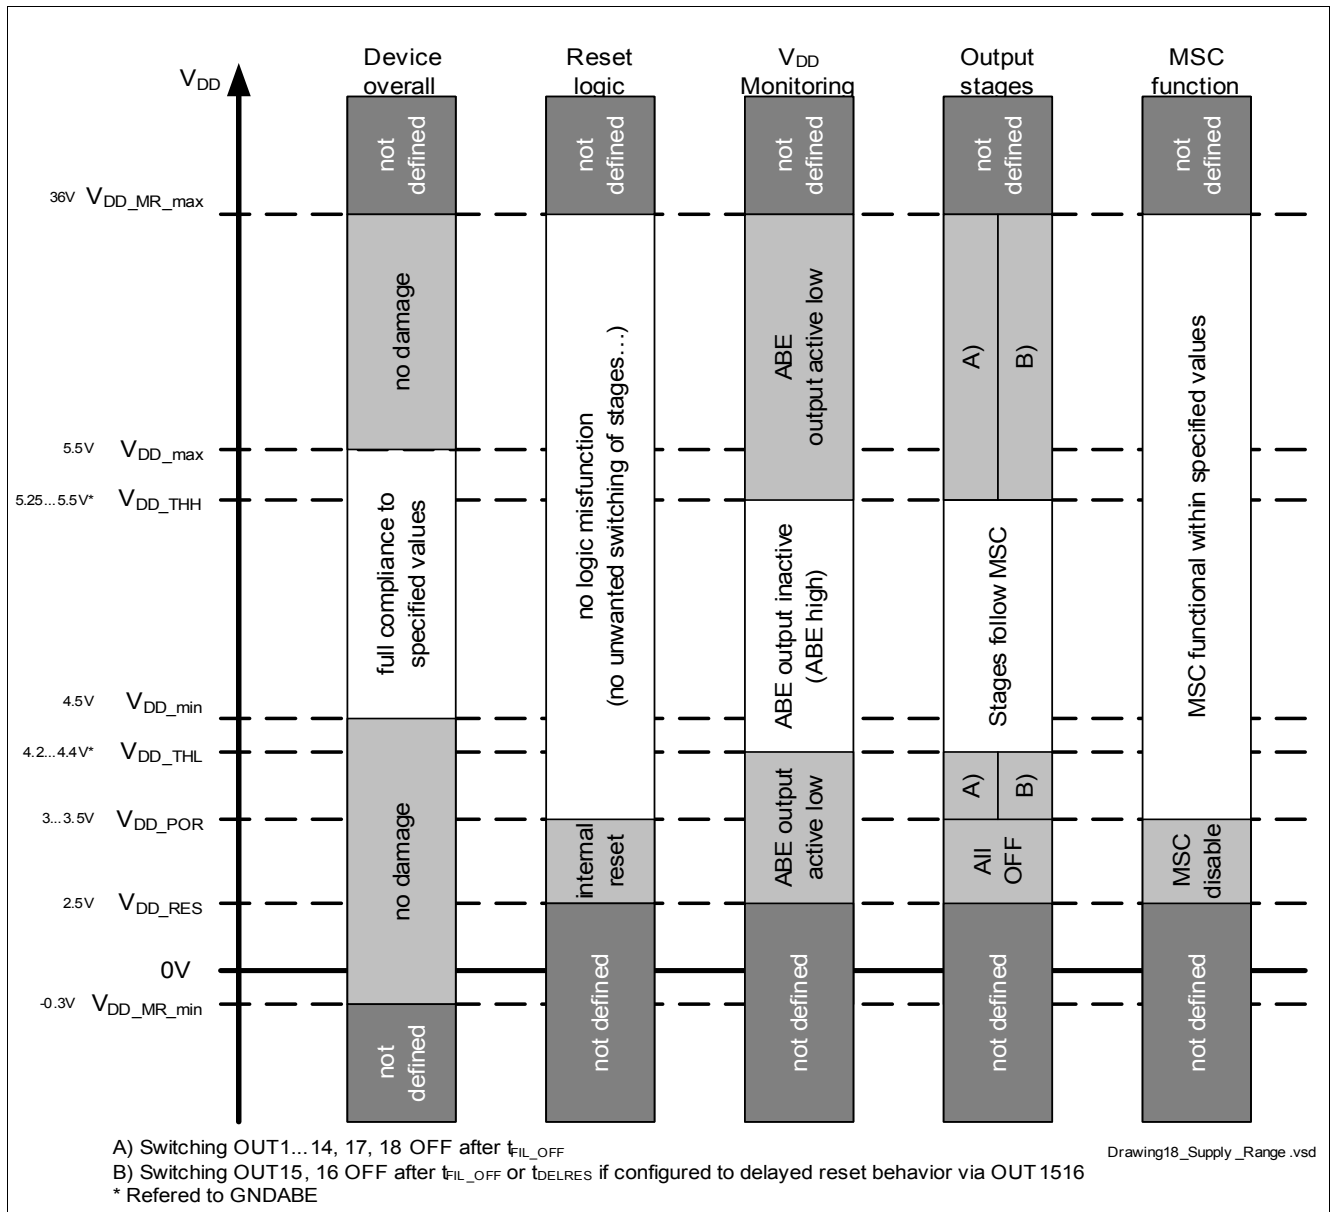 Device overall
Reset logic
VDD Monitoring
Output stages
MSC function
VDD
not defined
not defined
not defined
not defined
not defined
36V VDD_MR_max
no damage
no logic misfunction
(no unwanted switching of stages...)
ABE
output active low
A)
B)
MSC functional within specified values
5.5V VDD_max
5.25...5.5V* VDD_THH
full compliance to
specified values
ABE output inactive
(ABE high)
Stages follow MSC
4.5V VDD_min
4.2...4.4V* VDD_THL
no damage
ABE output
active low
A)
B)
3...3.5V VDD_POR
internal
reset
All
OFF
MSC
disable
2.5V VDD_RES
not defined
not defined
not defined
not defined
0V
-0.3V VDD_MR_min
not
defined
A) Switching OUT1...14, 17, 18 OFF after tFIL_OFF
B) Switching OUT15, 16 OFF after tFIL_OFF or tDELRES if configured to delayed reset behavior via OUT1516
* Refered to GNDABE
Drawing18_Supply_Range.vsd